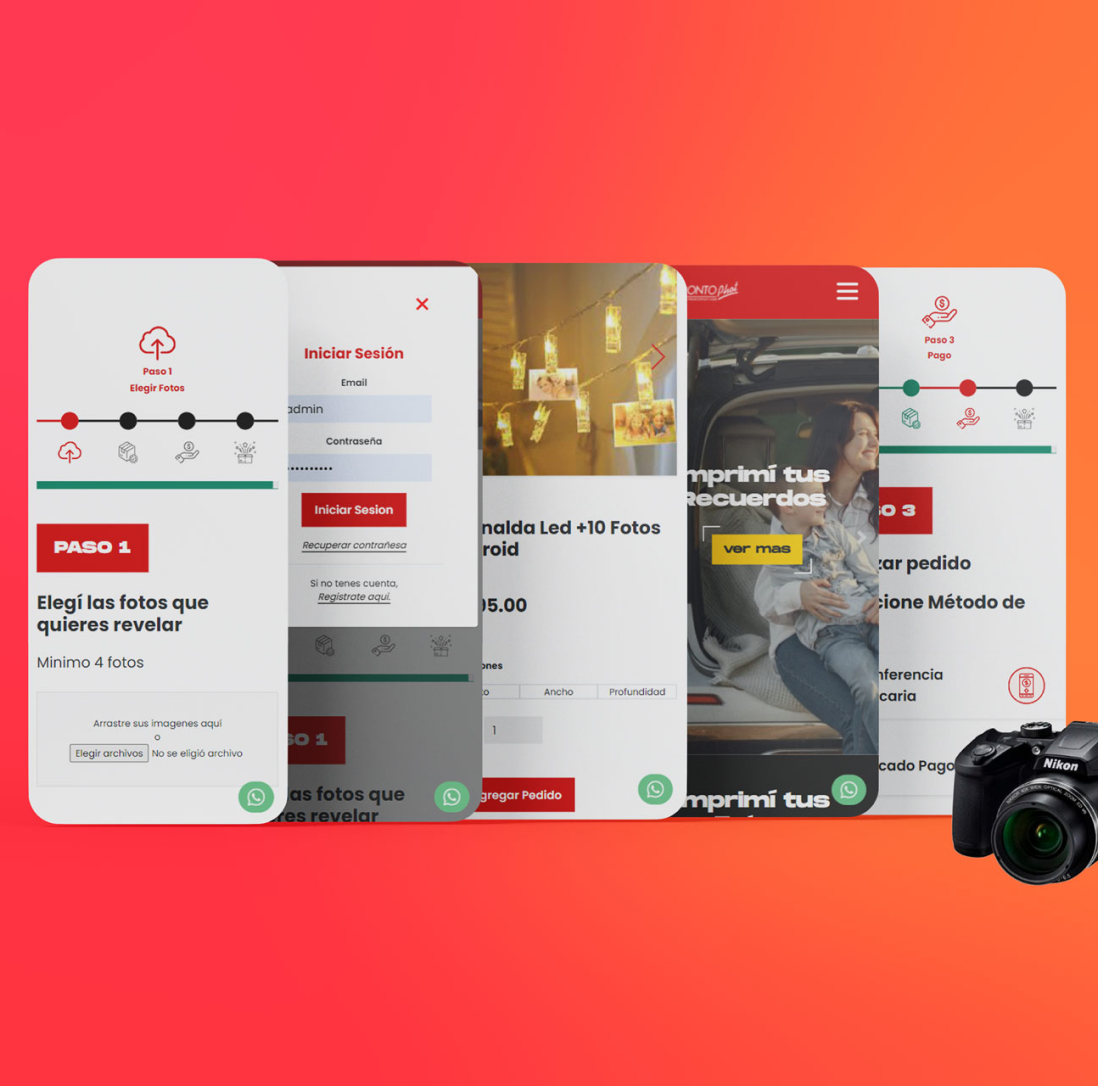 Paso 1
Elegir Fotos
PASO 1
Elegí las fotos que
quieres revelar
Minimo 4 fotos
Arrastre sus imagenes aquí
o
Elegir archivos No se eligió archivo
Iniciar Sesión
Email
admin
Contraseña
••••••••••
Iniciar Sesion
Recuperar contrañesa
Si no tenes cuenta,
Registrate aquí.
SO 1
as fotos que
res revelar
nalda Led +10 Fotos
roid
95.00
ones
to Ancho Profundidad
1
gregar Pedido
ONTO Phot
mprimí tus
Recuerdos
ver mas
mprimí tus
Paso 3
Pago
SO 3
zar pedido
cione Método de
nferencia
caria
cado Pago
Nikon